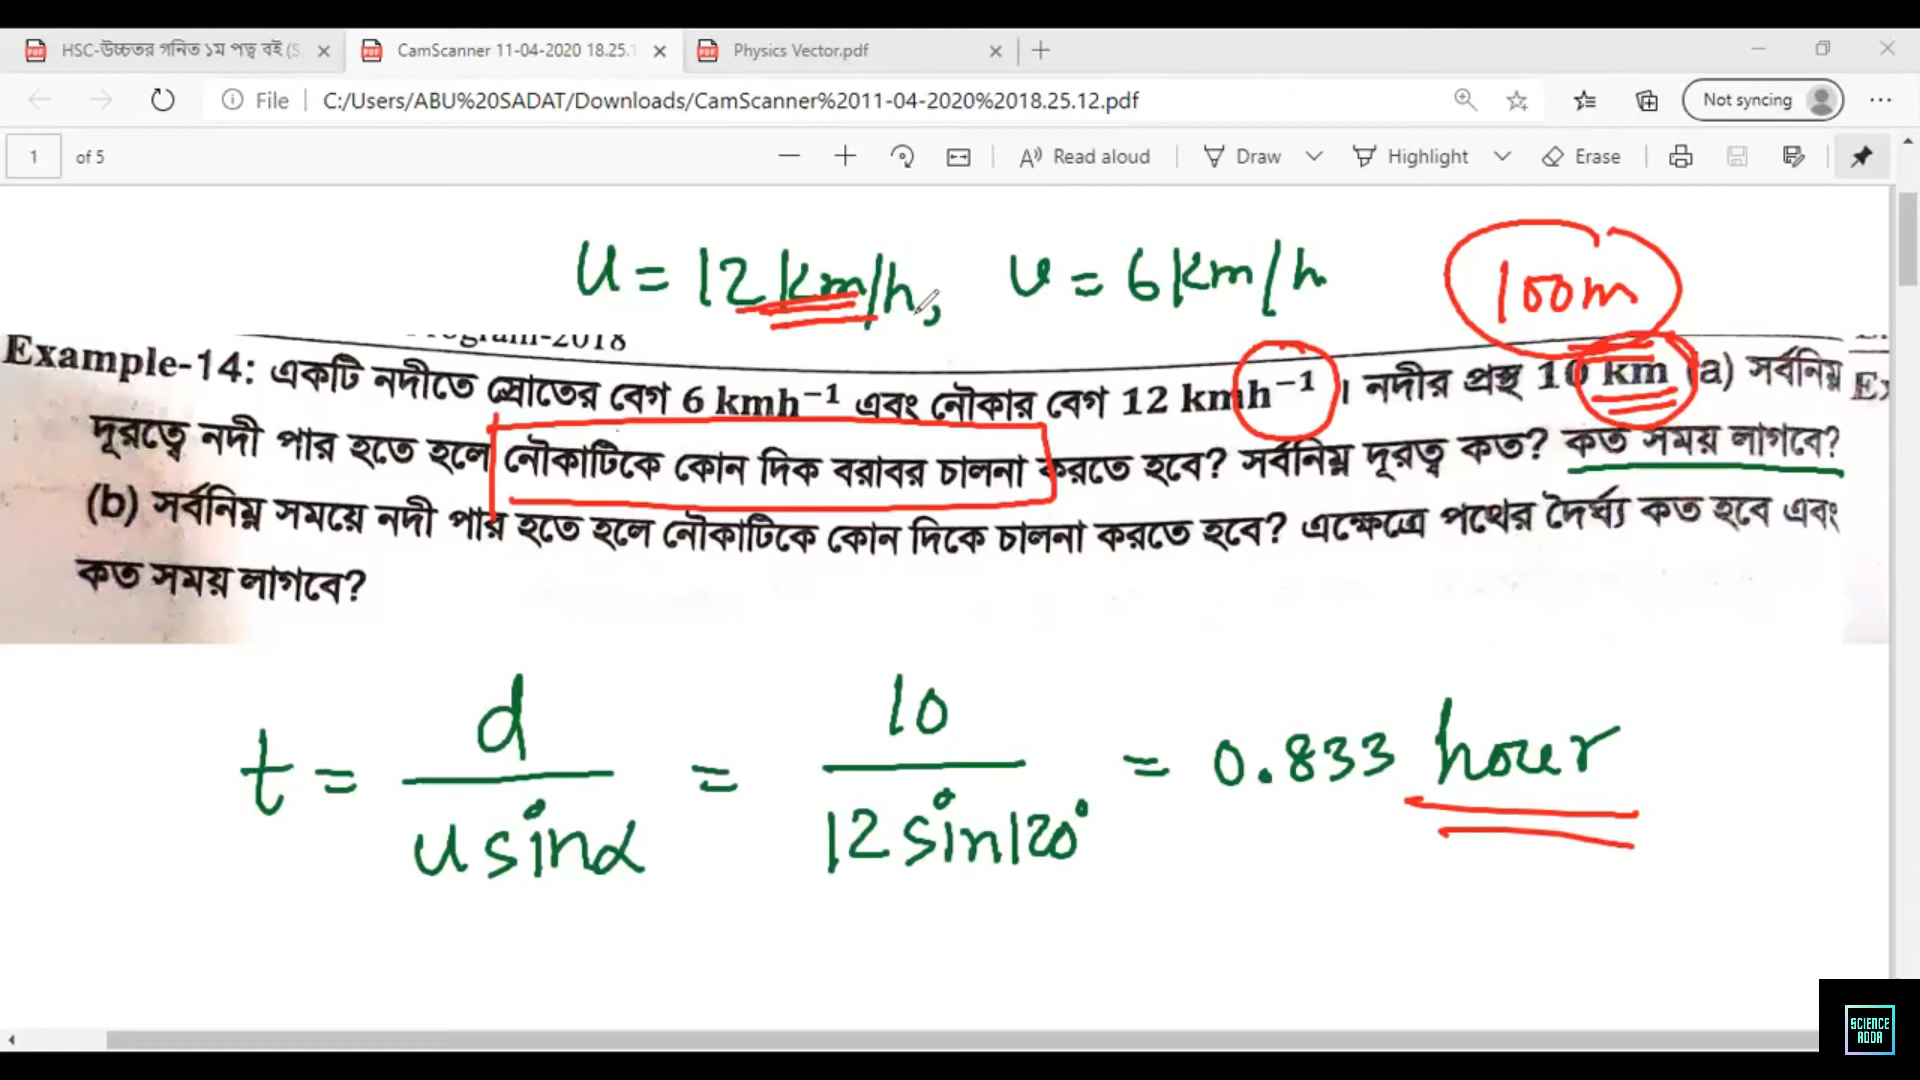 HSC-উচ্চতর গনিত ১ম পত্র বই (S
CamScanner 11-04-2020 18.25.1
Physics Vector.pdf
File
C:/Users/ABU%20SADAT/Downloads/CamScanner%2011-04-2020%2018.25.12.pdf
Not syncing
1 of 5
Read aloud
Draw
Highlight
Erase
u = 12 km/h, v = 6 km/h
100m
Program-2018
Example-14: একটি নদীতে স্রোতের বেগ 6 kmh⁻¹ এবং নৌকার বেগ 12 kmh⁻¹ । নদীর প্রস্থ 10 km (a) সর্বনিম্ন
দূরত্বে নদী পার হতে হলে নৌকাটিকে কোন দিক বরাবর চালনা করতে হবে? সর্বনিম্ন দূরত্ব কত? কত সময় লাগবে?
(b) সর্বনিম্ন সময়ে নদী পার হতে হলে নৌকাটিকে কোন দিকে চালনা করতে হবে? এক্ষেত্রে পথের দৈর্ঘ্য কত হবে এবং
কত সময় লাগবে?
t = d / u sinα = 10 / 12 sin120° = 0.833 hour
SCIENCE
ADDA